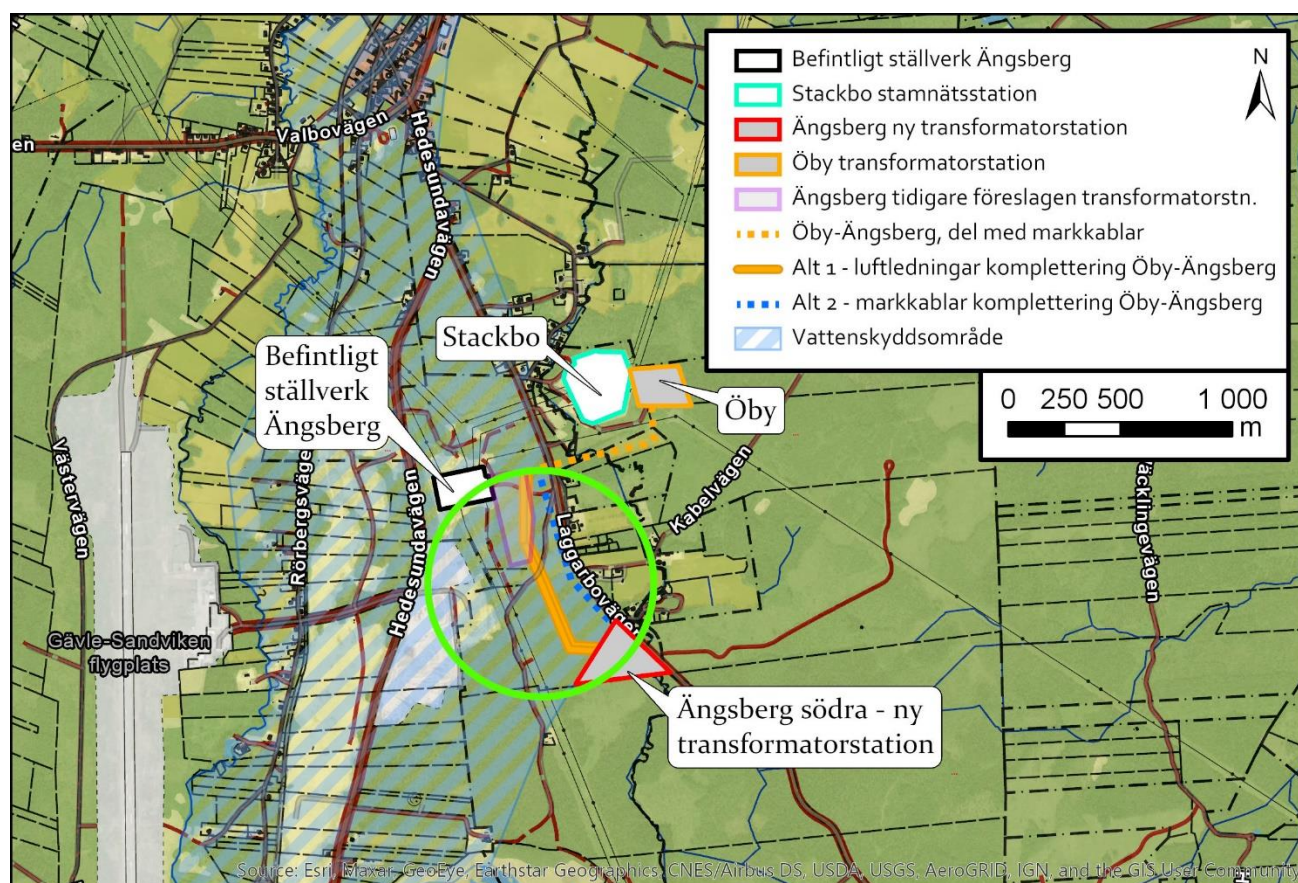 Befintligt ställverk Ängsberg
Stackbo stamnätsstation
Ängsberg ny transformatorstation
Öby transformatorstation
Ängsberg tidigare föreslagen transformatorstn.
Öby-Ängsberg, del med markkablar
Alt 1 - luftledningar komplettering Öby-Ängsberg
Alt 2 - markkablar komplettering Öby-Ängsberg
Vattenskyddsområde
N
0 250 500 1 000
m
en
Valbovägen
Hedesundavägen
Stackbo
Befintligt
ställverk
Ängsberg
Öby
Västervägen
Rörbergsvägen
Hedesundavägen
Laggarbovägen
Kabelvägen
äcklingevägen
Gävle-Sandviken
flygplats
Ängsberg södra - ny
transformatorstation
Source: Esri, Maxar, GeoEye, Earthstar Geographics, CNES/Airbus DS, USDA, USGS, AeroGRID, IGN, and the GIS User Community